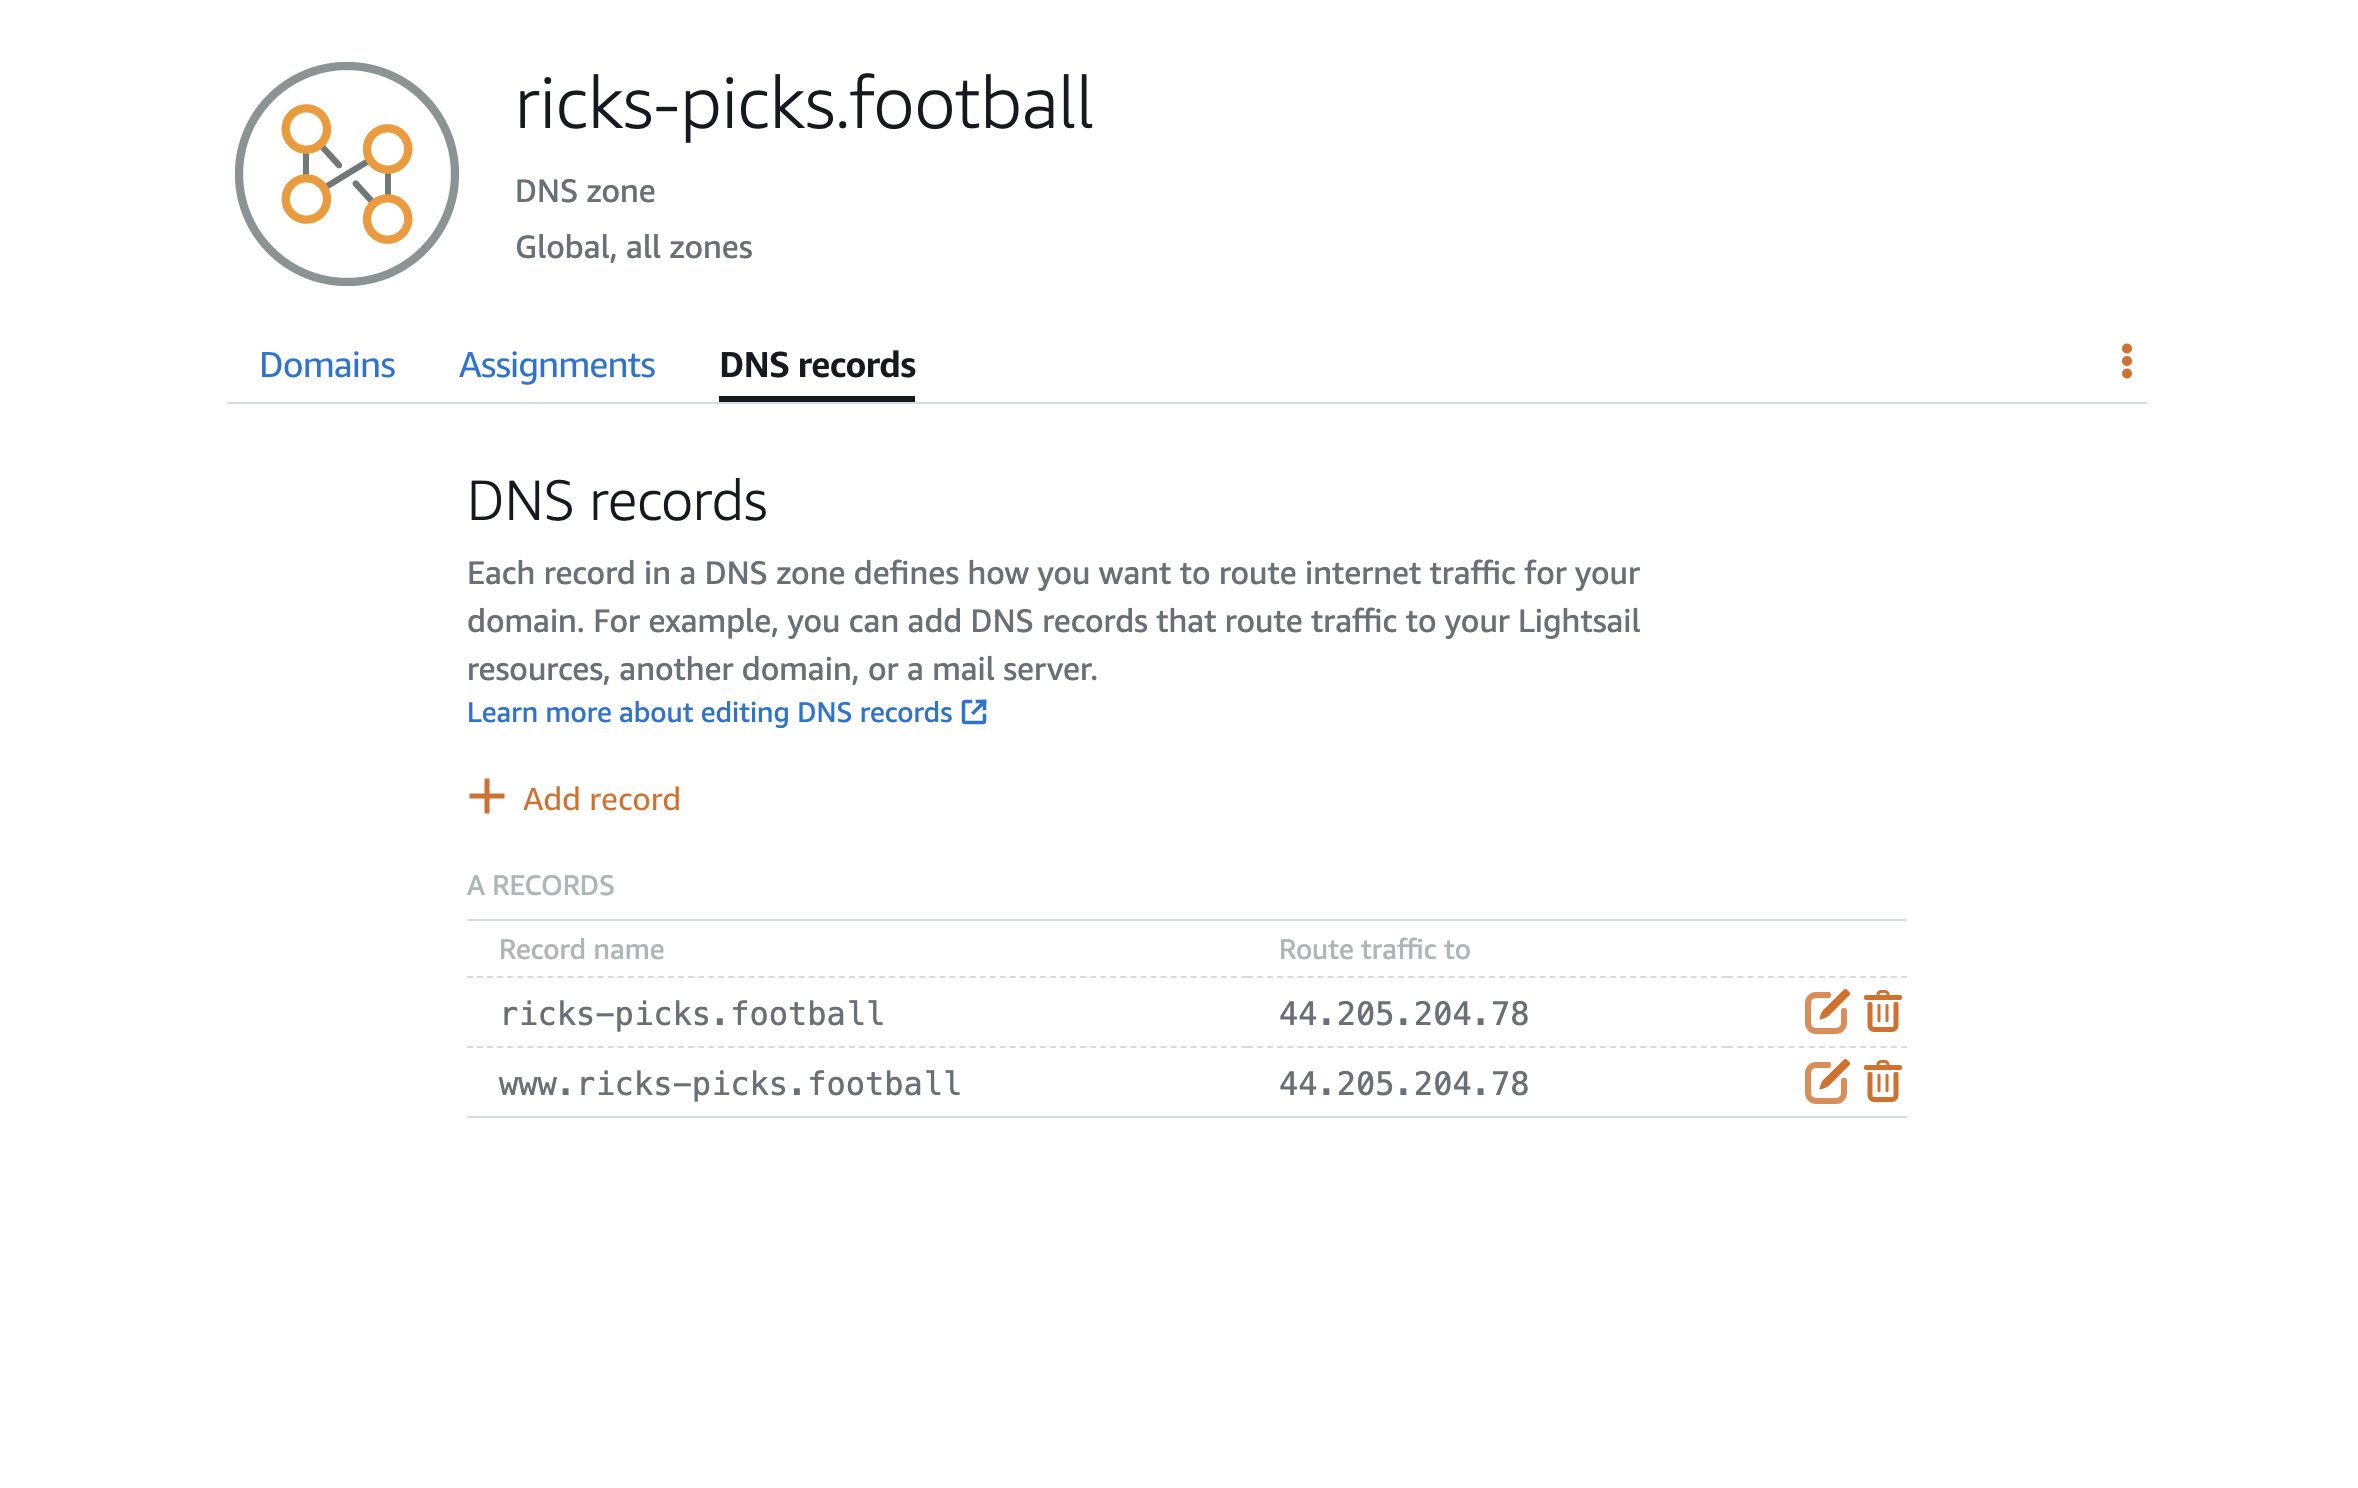 ricks-picks.football
DNS zone
Global, all zones
Domains Assignments DNS records
DNS records
Each record in a DNS zone defines how you want to route internet traffic for your
domain. For example, you can add DNS records that route traffic to your Lightsail
resources, another domain, or a mail server.
Learn more about editing DNS records
Add record
A RECORDS
Record name Route traffic to
ricks-picks.football 44.205.204.78
www.ricks-picks.football 44.205.204.78